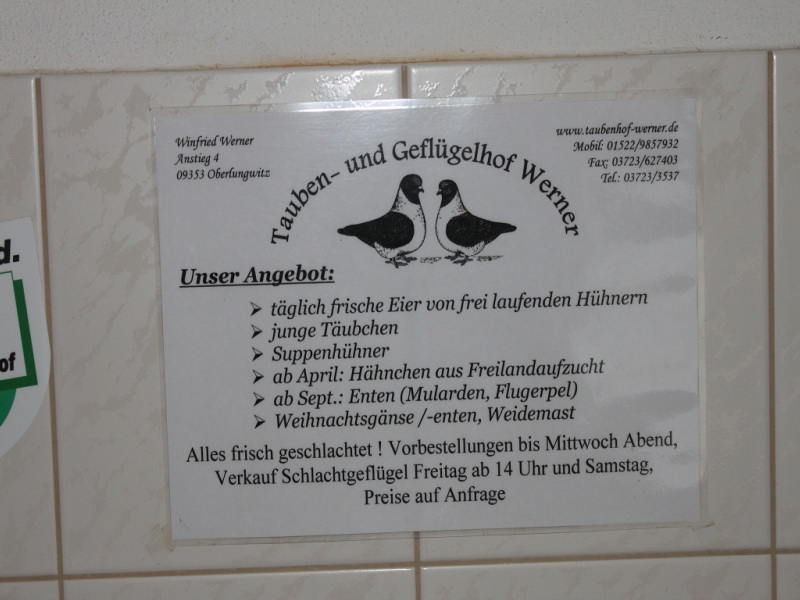 Winfried Werner
Anstieg 4
09353 Oberlungwitz
www.taubenhof-werner.de
Mobil: 01522/9857932
Fax: 03723/627403
Tel.: 03723/3537
Tauben- und Geflügelhof Werner
Unser Angebot:
➢ täglich frische Eier von frei laufenden Hühnern
➢ junge Täubchen
➢ Suppenhühner
➢ ab April: Hähnchen aus Freilandaufzucht
➢ ab Sept.: Enten (Mularden, Flugerpel)
➢ Weihnachtsgänse /-enten, Weidemast
Alles frisch geschlachtet ! Vorbestellungen bis Mittwoch Abend,
Verkauf Schlachtgeflügel Freitag ab 14 Uhr und Samstag,
Preise auf Anfrage
d.
of